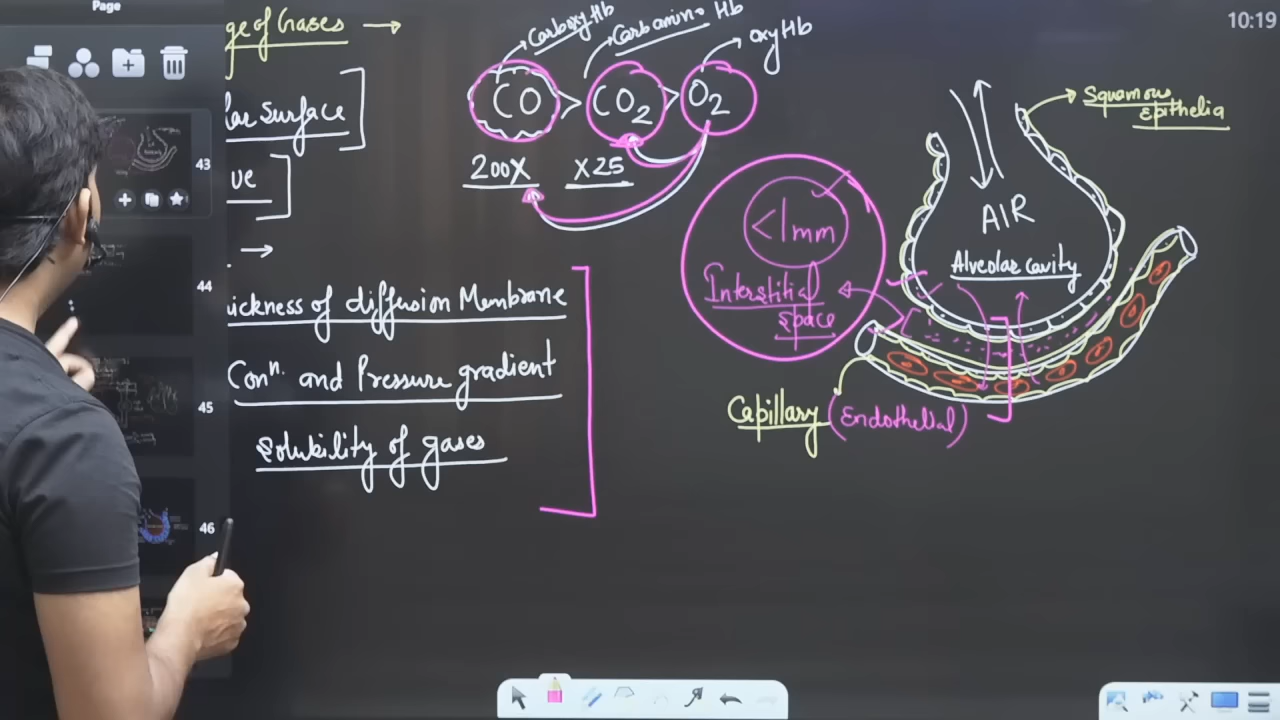 Page
10:19
43
44
45
46
ge of Gases →
lar surface
ve
→
ickness of diffusion Membrane
Conⁿ. and Pressure gradient
Solubility of gases
Carboxy Hb
Carbamino Hb
oxy Hb
CO > CO₂ > O₂
200X X25
<1mm
Interstitial
space
Squamous
epithelia
AIR
Alveolar cavity
Capillary (Endothelial)